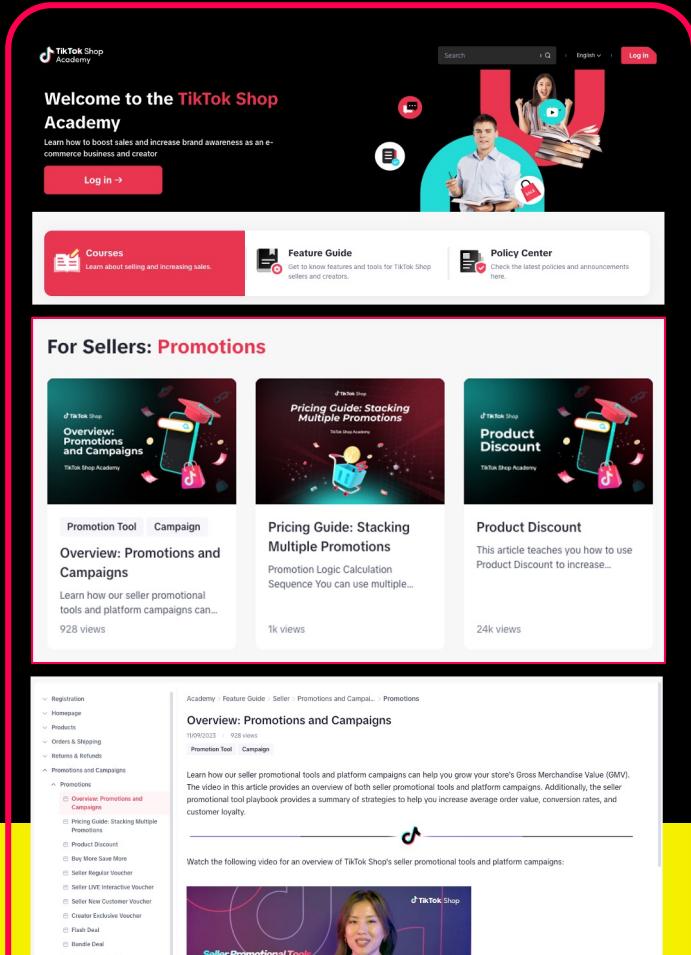 TikTok Shop
Academy
Search
English
Log in
Welcome to the TikTok Shop
Academy
Learn how to boost sales and increase brand awareness as an e-
commerce business and creator
Log in →
SALE
Courses
Learn about selling and increasing sales.
Feature Guide
Get to know features and tools for TikTok Shop
sellers and creators.
Policy Center
Check the latest policies and announcements
here.
For Sellers: Promotions
TikTok Shop
Overview:
Promotions
and Campaigns
TikTok Shop Academy
Promotion Tool Campaign
Overview: Promotions and
Campaigns
Learn how our seller promotional
tools and platform campaigns can...
928 views
TikTok Shop
Pricing Guide: Stacking
Multiple Promotions
TikTok Shop Academy
Pricing Guide: Stacking
Multiple Promotions
Promotion Logic Calculation
Sequence You can use multiple...
1k views
TikTok Shop
Product
Discount
TikTok Shop Academy
Product Discount
This article teaches you how to use
Product Discount to increase...
24k views
Registration
Homepage
Products
Orders & Shipping
Returns & Refunds
Promotions and Campaigns
Promotions
Overview: Promotions and
Campaigns
Pricing Guide: Stacking Multiple
Promotions
Product Discount
Buy More Save More
Seller Regular Voucher
Seller LIVE Interactive Voucher
Seller New Customer Voucher
Creator Exclusive Voucher
Flash Deal
Bundle Deal
Academy > Feature Guide > Seller > Promotions and Campai... > Promotions
Overview: Promotions and Campaigns
11/09/2023 928 views
Promotion Tool Campaign
Learn how our seller promotional tools and platform campaigns can help you grow your store's Gross Merchandise Value (GMV).
The video in this article provides an overview of both seller promotional tools and platform campaigns. Additionally, the seller
promotional tool playbook provides a summary of strategies to help you increase average order value, conversion rates, and
customer loyalty.
Watch the following video for an overview of TikTok Shop's seller promotional tools and platform campaigns:
TikTok Shop
Seller Promotional Tools